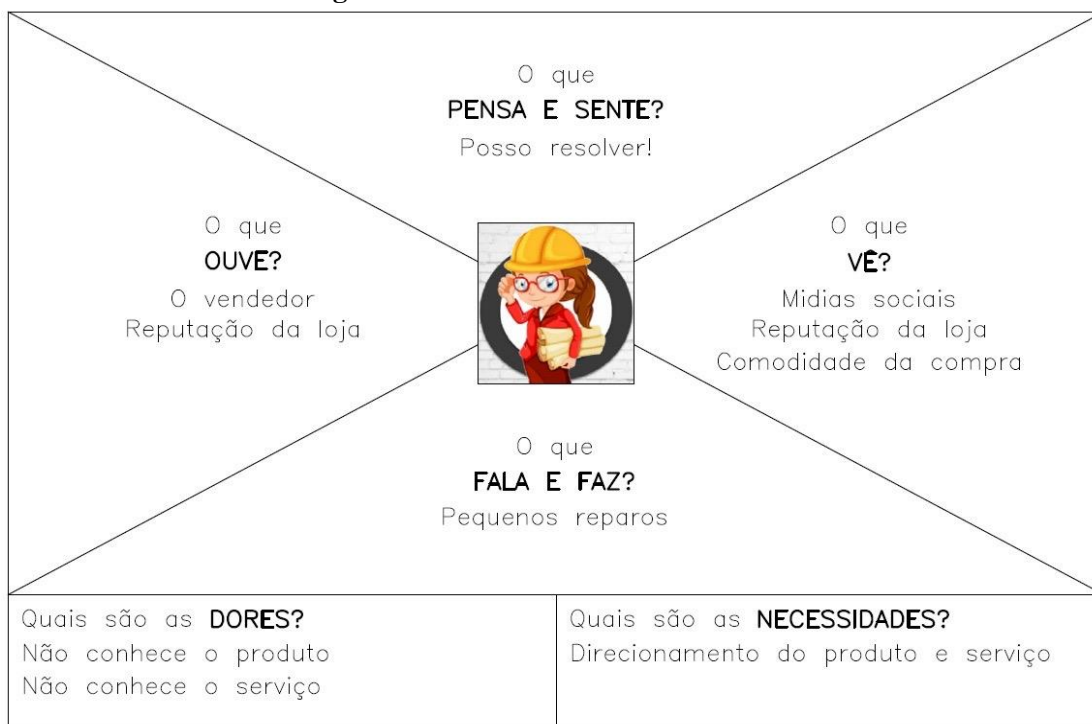 O que
PENSA E SENTE?
Posso resolver!
O que
OUVE?
O vendedor
Reputação da loja
O que
VÊ?
Midias sociais
Reputação da loja
Comodidade da compra
O que
FALA E FAZ?
Pequenos reparos
Quais são as DORES?
Não conhece o produto
Não conhece o serviço
Quais são as NECESSIDADES?
Direcionamento do produto e serviço